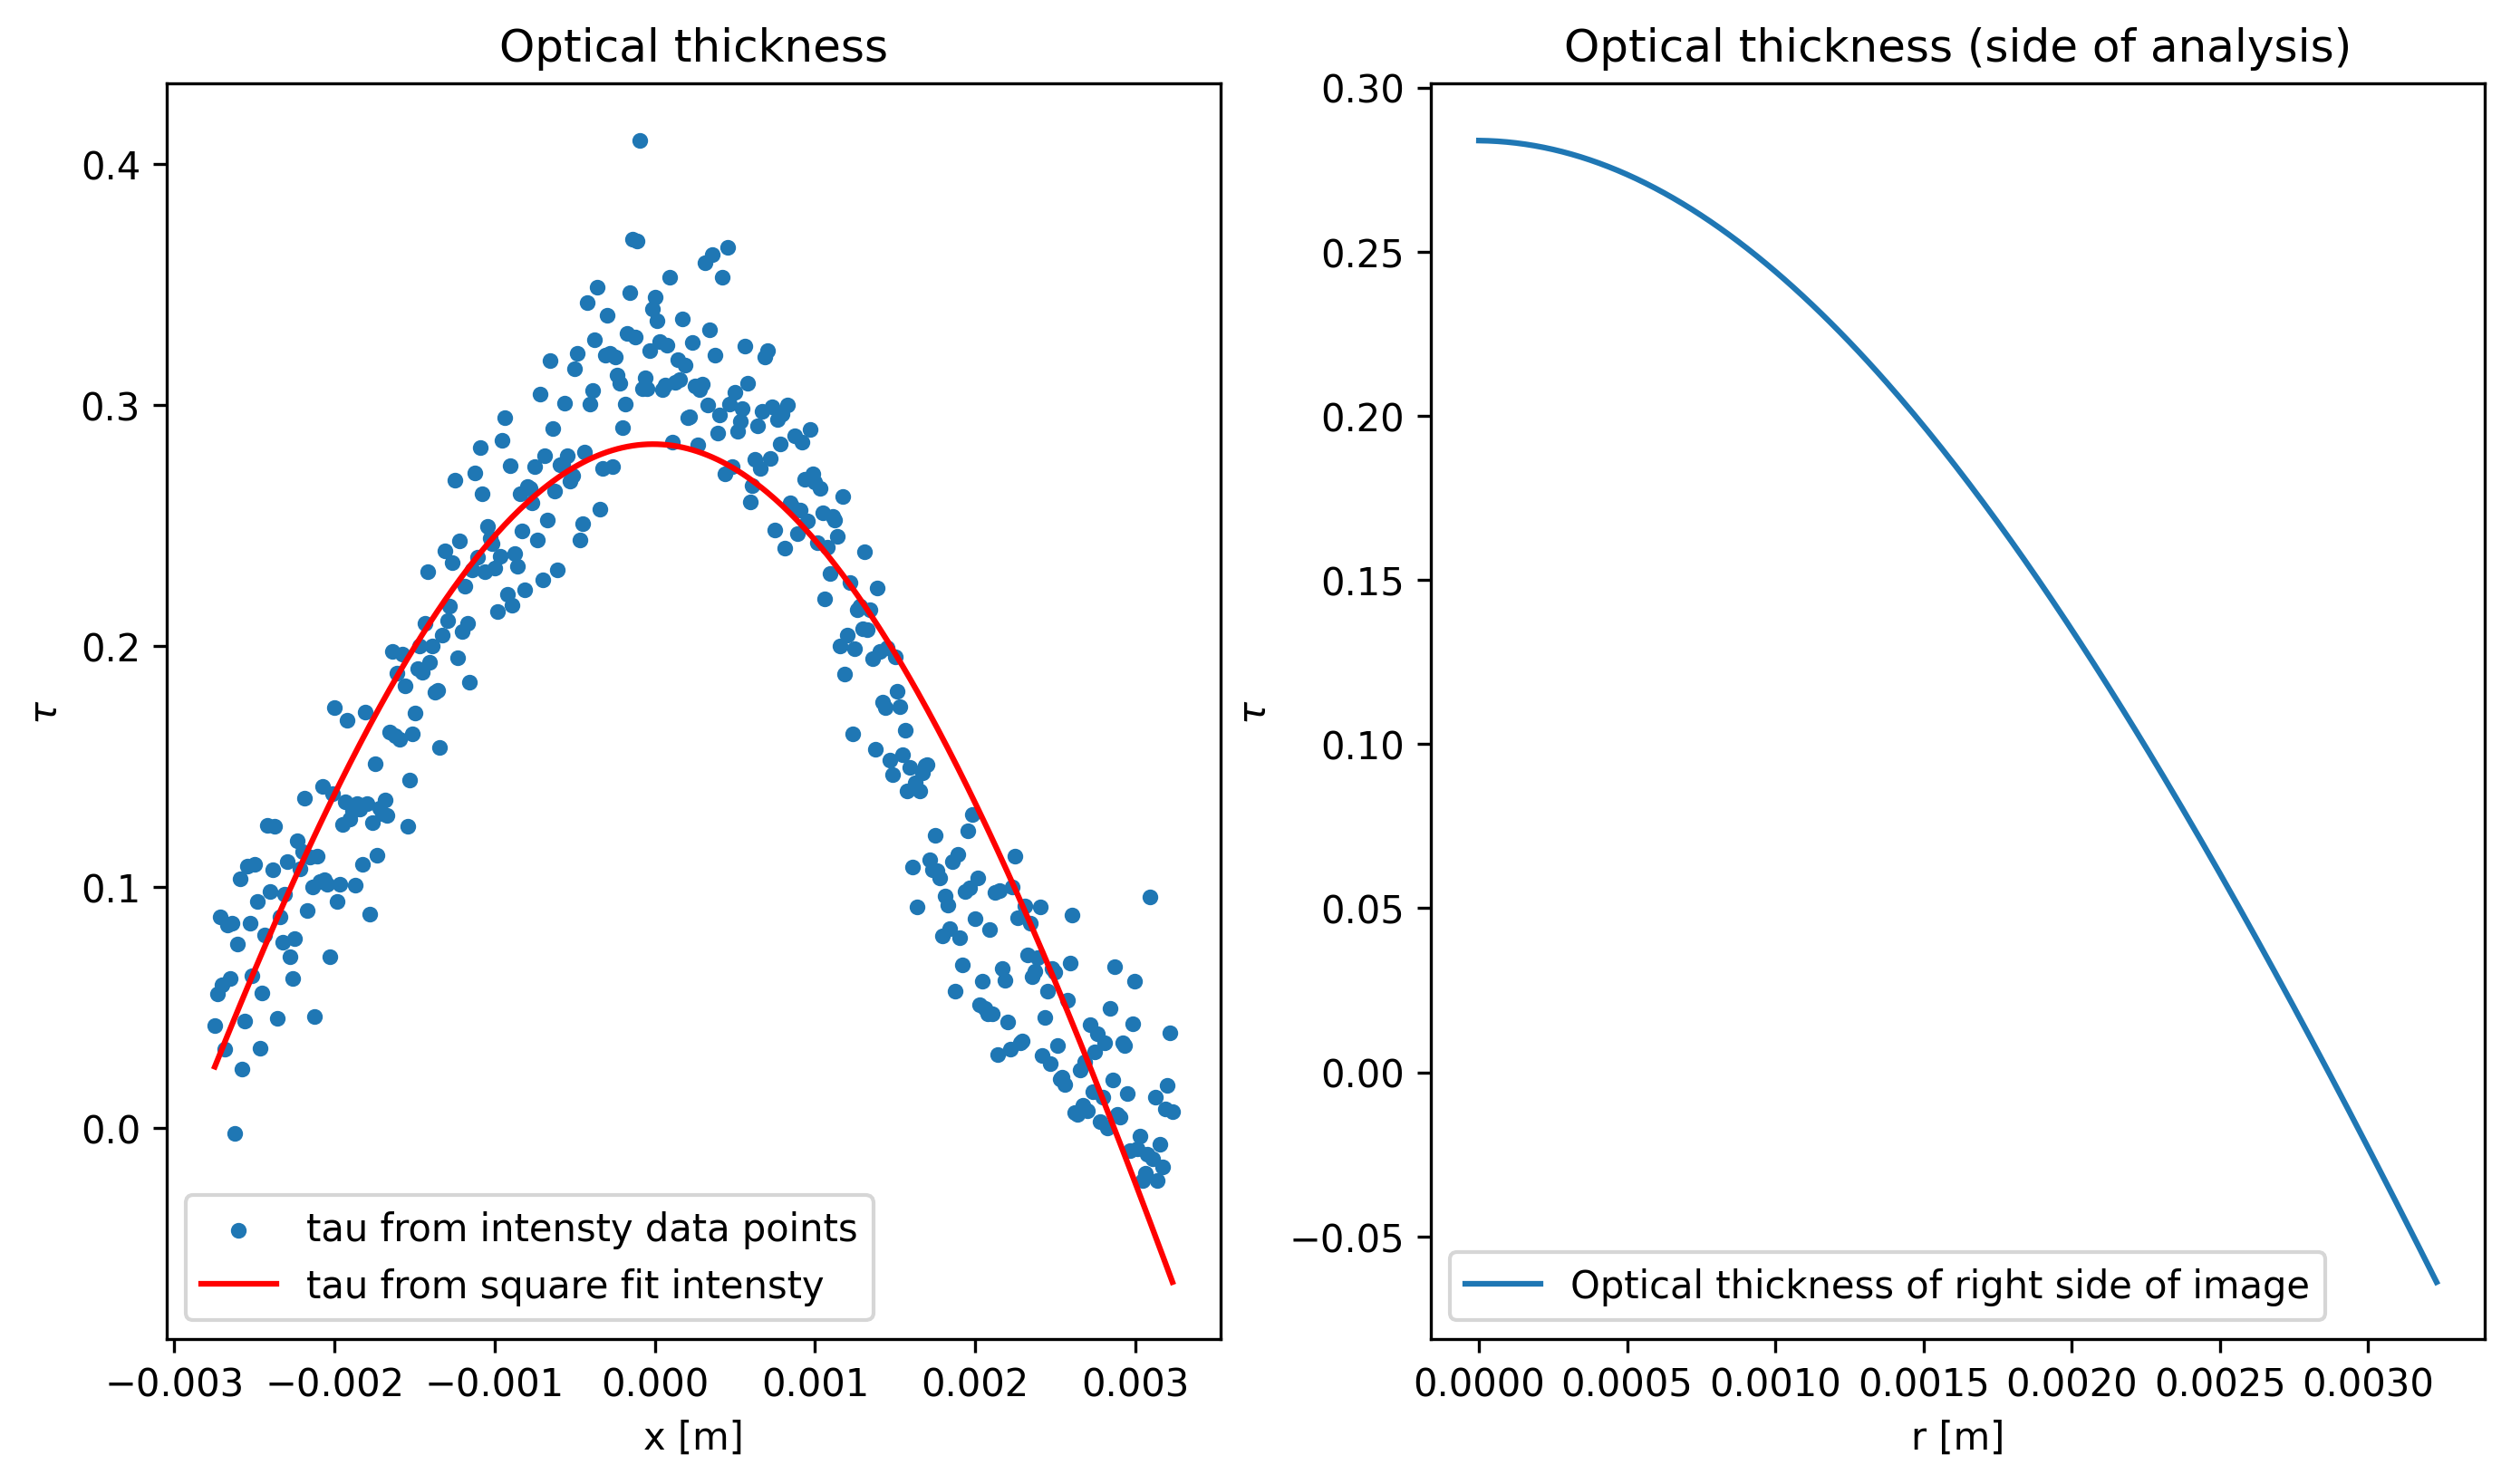 Optical thickness
0.4
0.3
0.2
0.1
0.0
τ
tau from intensty data points
tau from square fit intensty
−0.003 −0.002 −0.001 0.000 0.001 0.002 0.003
x [m]
Optical thickness (side of analysis)
0.30
0.25
0.20
0.15
0.10
0.05
0.00
−0.05
τ
Optical thickness of right side of image
0.0000 0.0005 0.0010 0.0015 0.0020 0.0025 0.0030
r [m]